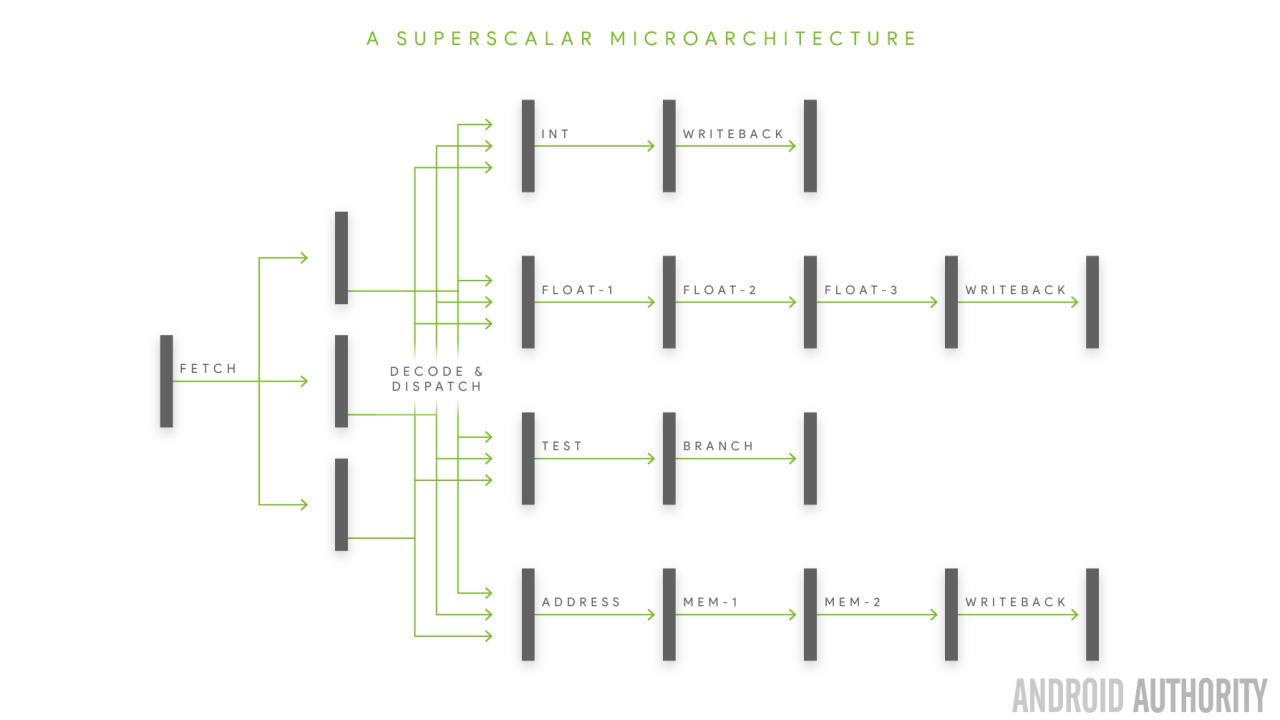 A SUPERSCALAR MICROARCHITECTURE
INT
WRITEBACK
FLOAT-1
FLOAT-2
FLOAT-3
WRITEBACK
FETCH
DECODE &
DISPATCH
TEST
BRANCH
ADDRESS
MEM-1
MEM-2
WRITEBACK
ANDROID AUTHORITY